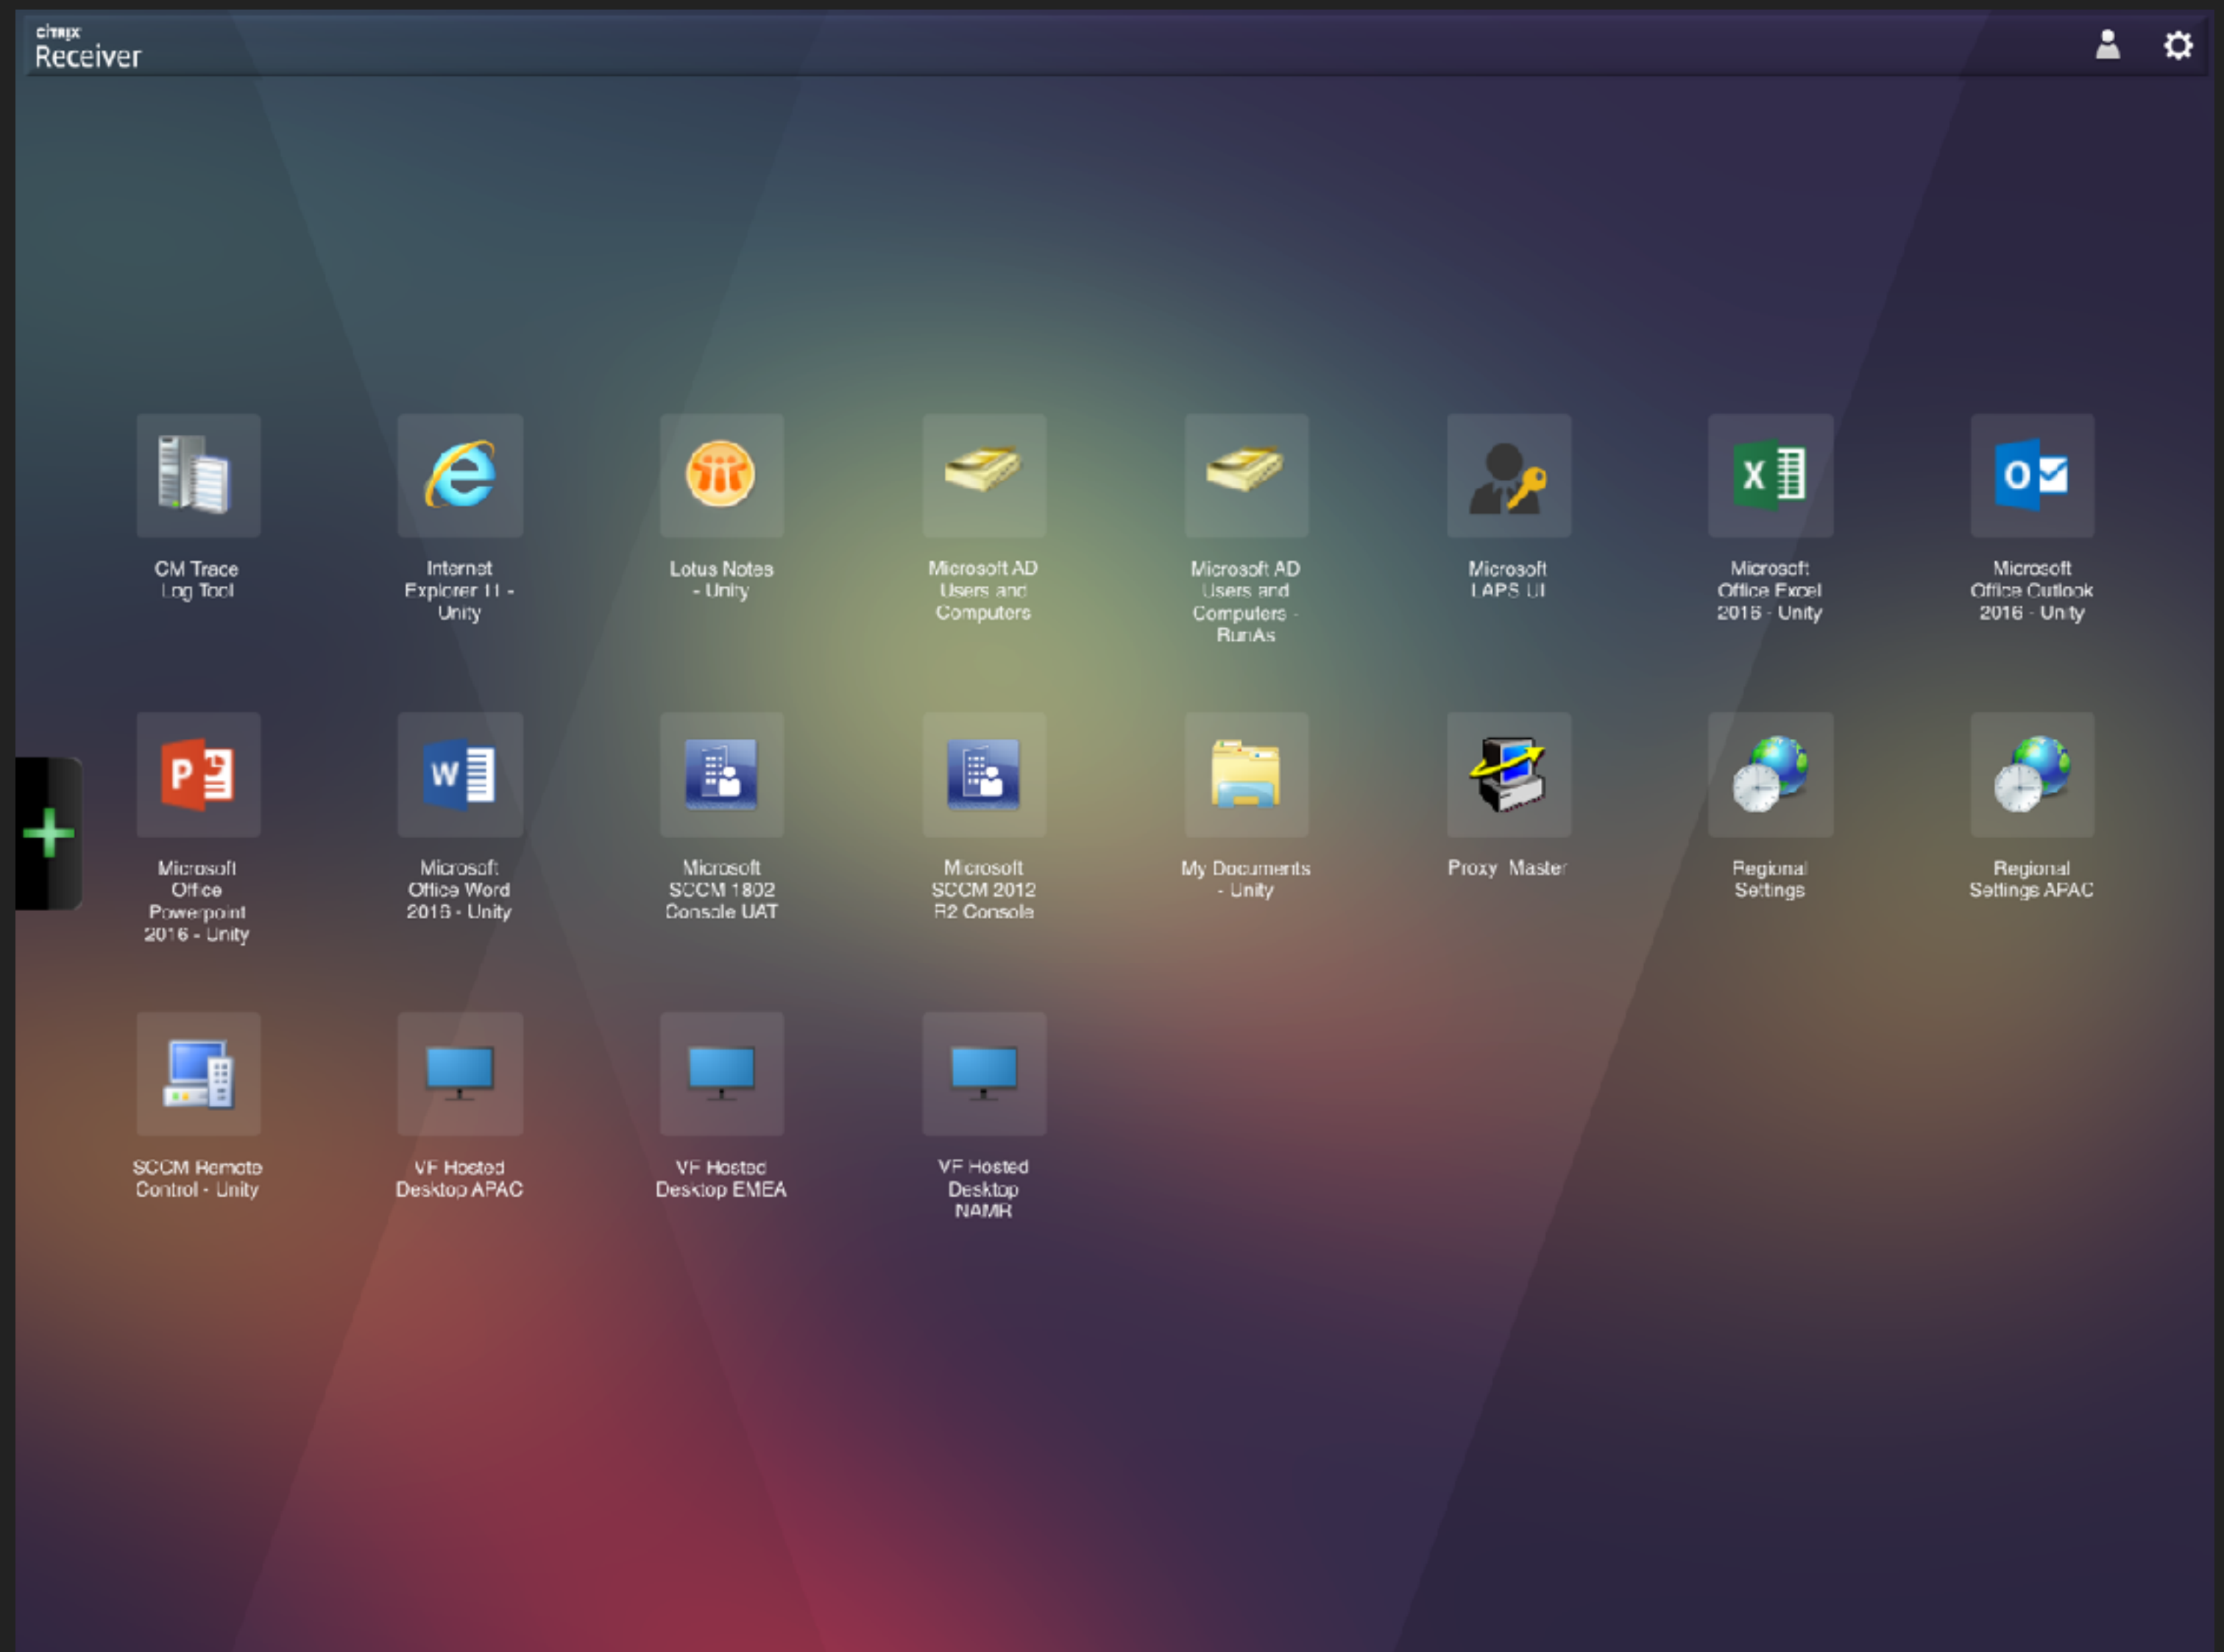 CITRIX
Receiver
CM Trace
Log Tool
Internet
Explorer 11 -
Unity
Lotus Notes
- Unity
Microsoft AD
Users and
Computers
Microsoft AD
Users and
Computers -
RunAs
Microsoft
LAPS UI
Microsoft
Office Excel
2016 - Unity
Microsoft
Office Outlook
2016 - Unity
Microsoft
Office
Powerpoint
2016 - Unity
Microsoft
Office Word
2016 - Unity
Microsoft
SCCM 1802
Console UAT
Microsoft
SCCM 2012
R2 Console
My Documents
- Unity
Proxy Master
Regional
Settings
Regional
Settings APAC
SCCM Remote
Control - Unity
VF Hosted
Desktop APAC
VF Hosted
Desktop EMEA
VF Hosted
Desktop
NAMR